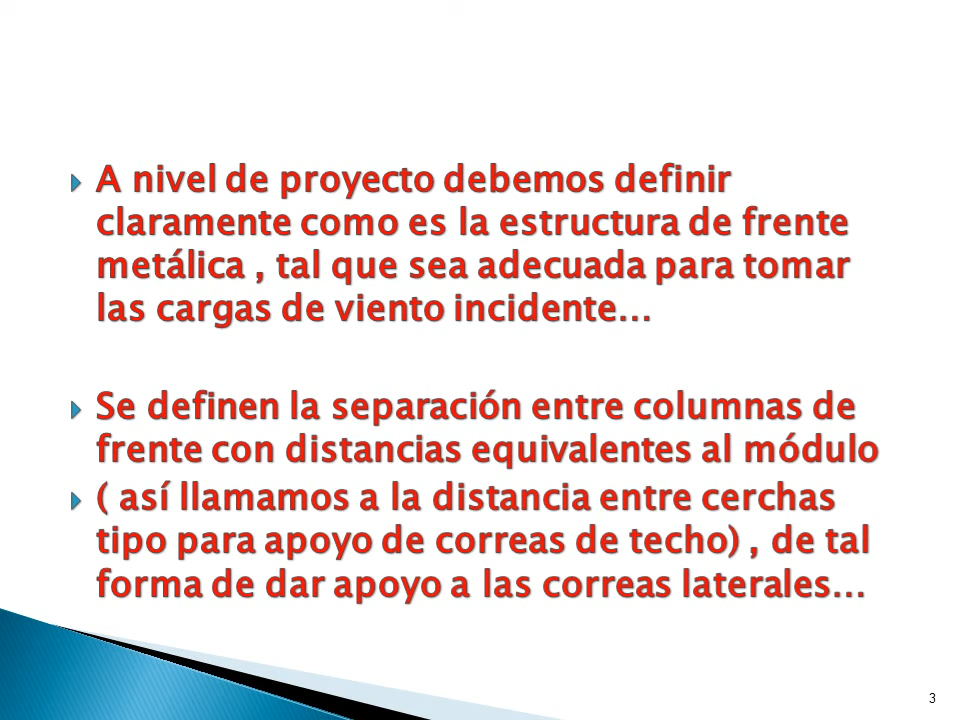 A nivel de proyecto debemos definir
claramente como es la estructura de frente
metálica , tal que sea adecuada para tomar
las cargas de viento incidente...
Se definen la separación entre columnas de
frente con distancias equivalentes al módulo
( así llamamos a la distancia entre cerchas
tipo para apoyo de correas de techo) , de tal
forma de dar apoyo a las correas laterales...
3